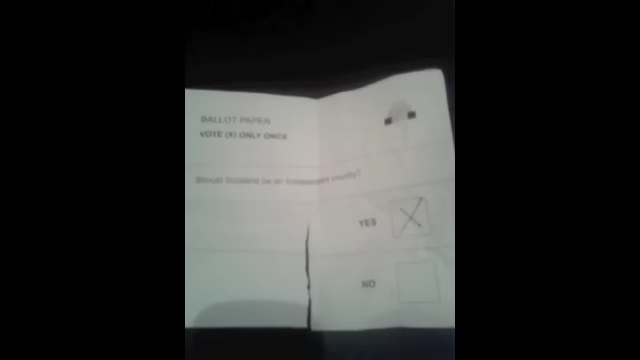 BALLOT PAPER
VOTE (X) ONLY ONCE
Should Scotland be an independent country?
YES
X
NO